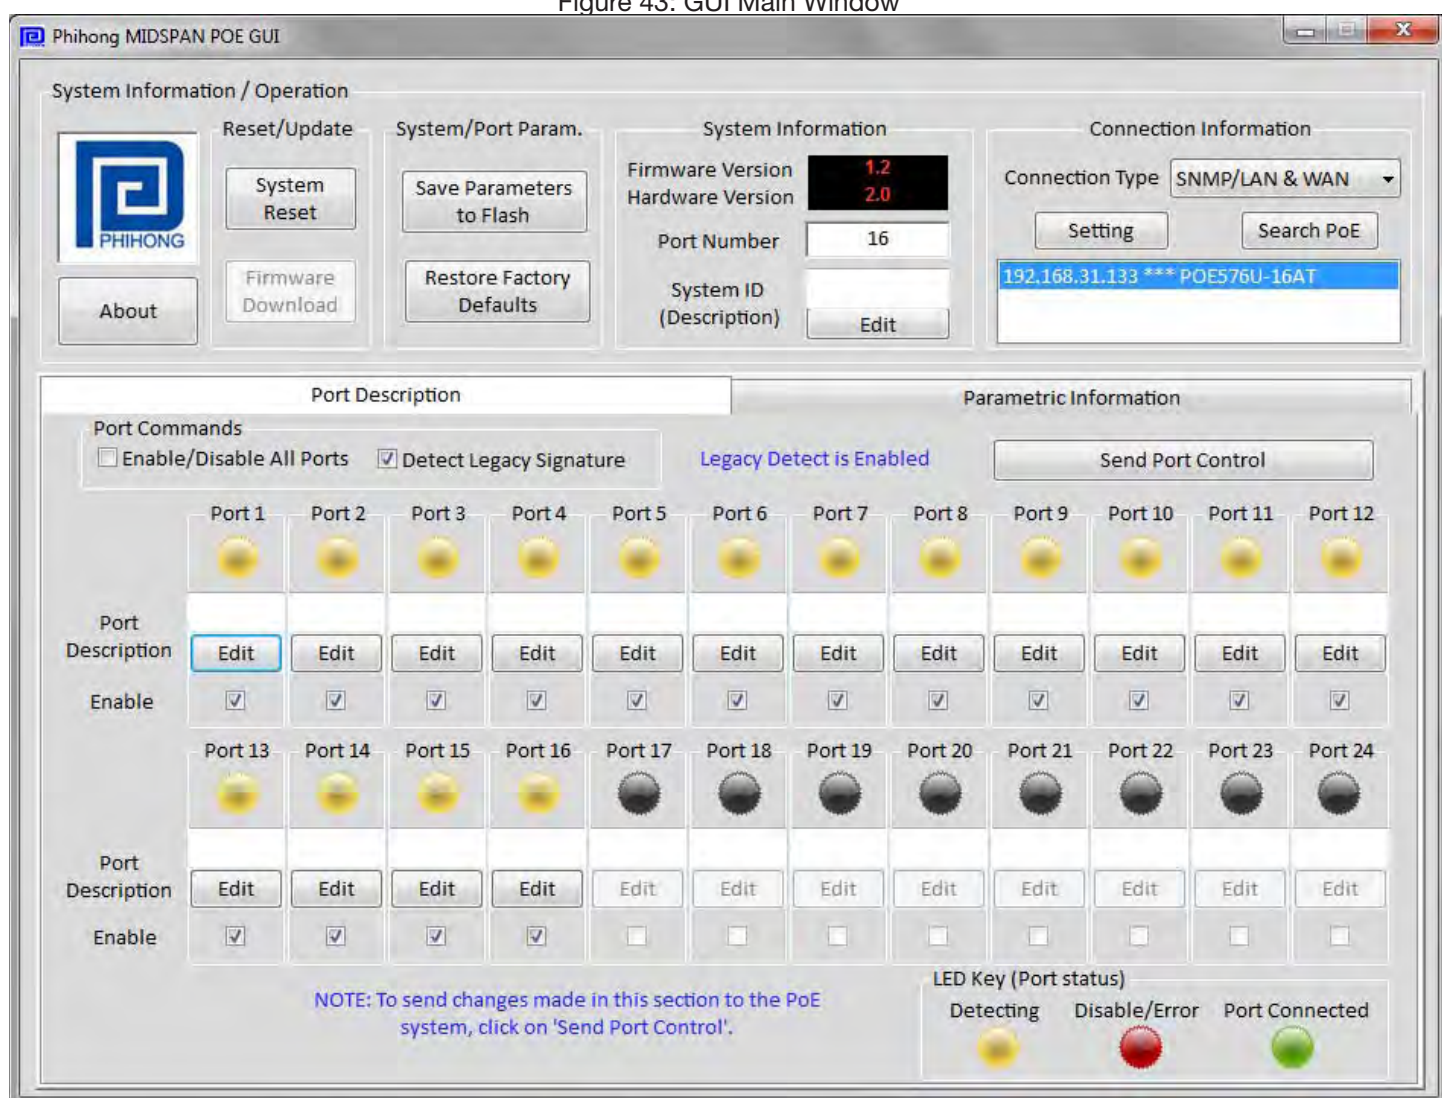 Figure 43: GUI Main Window
Phihong MIDSPAN POE GUI
System Information / Operation
Reset/Update
System/Port Param.
System Information
Connection Information
PHIHONG
System
Reset
Save Parameters
to Flash
Firmware Version 1.2
Hardware Version 2.0
Connection Type SNMP/LAN & WAN
Port Number 16
Setting
Search PoE
About
Firmware
Download
Restore Factory
Defaults
System ID
(Description)
Edit
192.168.31.133 *** POE576U-16AT
Port Description
Parametric Information
Port Commands
Enable/Disable All Ports
Detect Legacy Signature
Legacy Detect is Enabled
Send Port Control
Port 1 Port 2 Port 3 Port 4 Port 5 Port 6 Port 7 Port 8 Port 9 Port 10 Port 11 Port 12
Port
Description
Edit Edit Edit Edit Edit Edit Edit Edit Edit Edit Edit Edit
Enable
Port 13 Port 14 Port 15 Port 16 Port 17 Port 18 Port 19 Port 20 Port 21 Port 22 Port 23 Port 24
Port
Description
Edit Edit Edit Edit Edit Edit Edit Edit Edit Edit Edit Edit
Enable
NOTE: To send changes made in this section to the PoE
system, click on 'Send Port Control'.
LED Key (Port status)
Detecting Disable/Error Port Connected